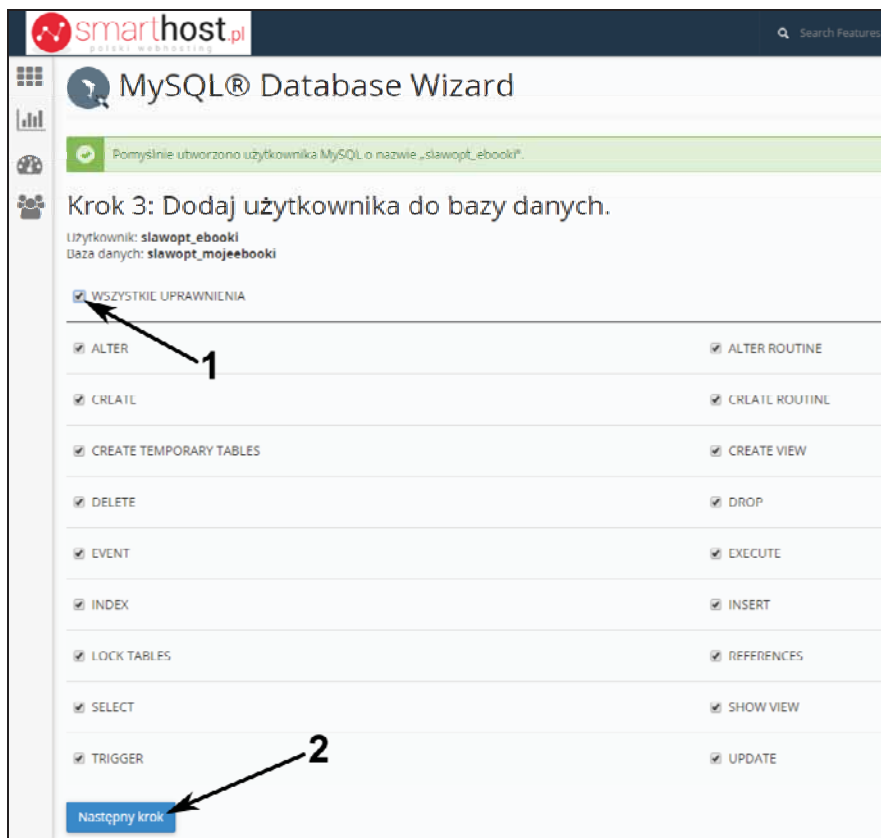 smarthost.pl
polski webhosting
Search Features
MySQL® Database Wizard
Pomyślnie utworzono użytkownika MySQL o nazwie „slawopt_ebooki”.
Krok 3: Dodaj użytkownika do bazy danych.
Użytkownik: slawopt_ebooki
Baza danych: slawopt_mojeebooki
WSZYSTKIE UPRAWNIENIA
1
ALTER ALTER ROUTINE
CREATE CREATE ROUTINE
CREATE TEMPORARY TABLES CREATE VIEW
DELETE DROP
EVENT EXECUTE
INDEX INSERT
LOCK TABLES REFERENCES
SELECT SHOW VIEW
2
TRIGGER UPDATE
Następny krok